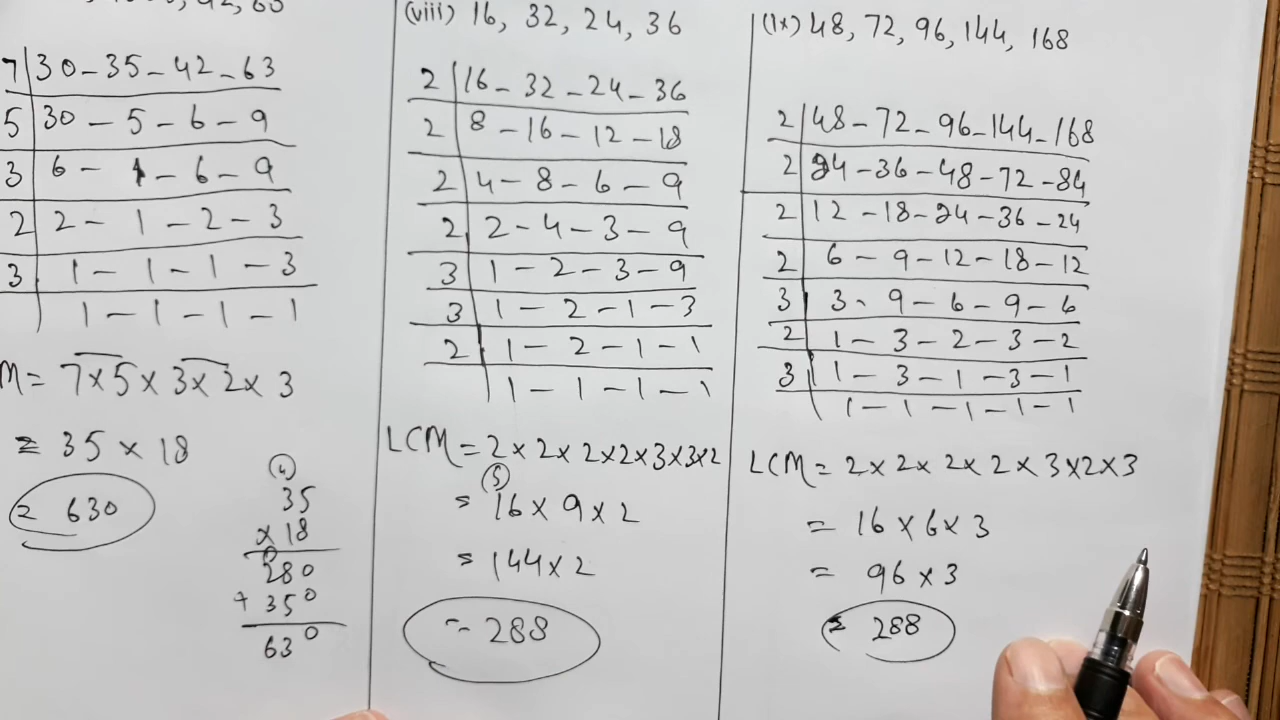 42, 60
7 | 30 - 35 - 42 - 63
5 | 30 - 5 - 6 - 9
3 | 6 - 1 - 6 - 9
2 | 2 - 1 - 2 - 3
3 | 1 - 1 - 1 - 3
| 1 - 1 - 1 - 1
M = 7 × 5 × 3 × 2 × 3
= 35 × 18
= 630
4
35
× 18
280
+ 350
630
(viii) 16, 32, 24, 36
2 | 16 - 32 - 24 - 36
2 | 8 - 16 - 12 - 18
2 | 4 - 8 - 6 - 9
2 | 2 - 4 - 3 - 9
3 | 1 - 2 - 3 - 9
3 | 1 - 2 - 1 - 3
2 | 1 - 2 - 1 - 1
| 1 - 1 - 1 - 1
LCM = 2 × 2 × 2 × 2 × 3 × 3 × 2
5
= 16 × 9 × 2
= 144 × 2
= 288
(ix) 48, 72, 96, 144, 168
2 | 48 - 72 - 96 - 144 - 168
2 | 24 - 36 - 48 - 72 - 84
2 | 12 - 18 - 24 - 36 - 24
2 | 6 - 9 - 12 - 18 - 12
3 | 3 - 9 - 6 - 9 - 6
2 | 1 - 3 - 2 - 3 - 2
3 | 1 - 3 - 1 - 3 - 1
| 1 - 1 - 1 - 1 - 1
LCM = 2 × 2 × 2 × 2 × 3 × 2 × 3
= 16 × 6 × 3
= 96 × 3
= 288